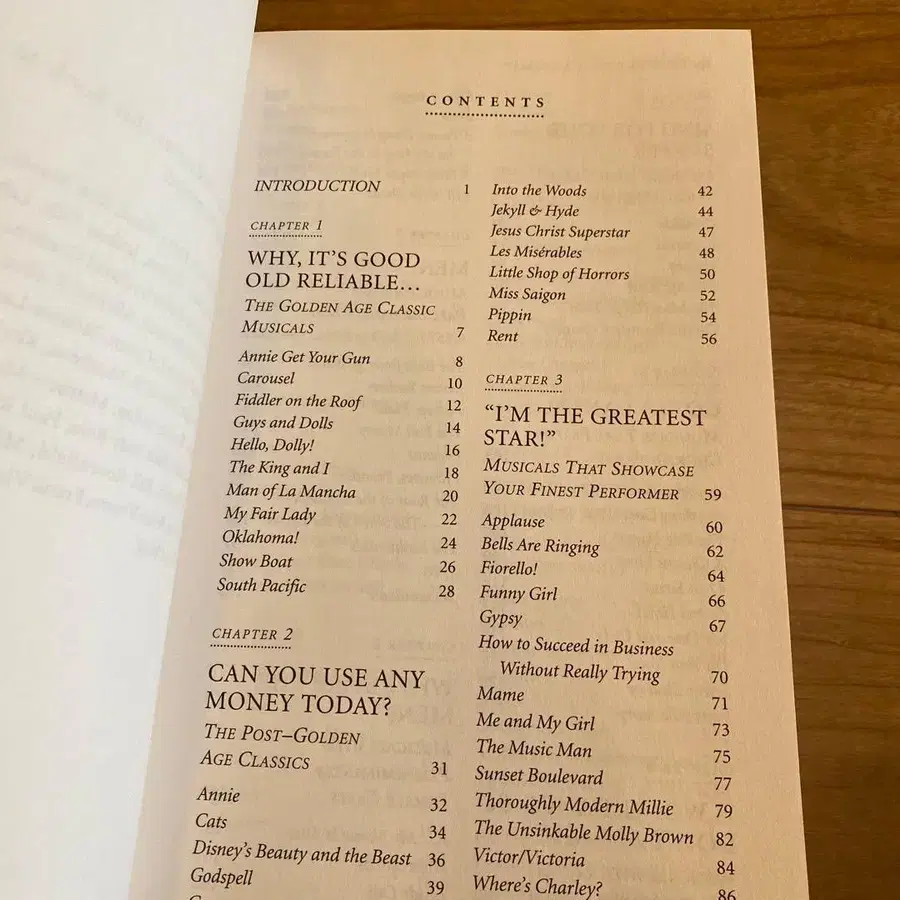 CONTENTS
INTRODUCTION 1
CHAPTER 1
WHY, IT'S GOOD
OLD RELIABLE…
THE GOLDEN AGE CLASSIC
MUSICALS 7
Annie Get Your Gun 8
Carousel 10
Fiddler on the Roof 12
Guys and Dolls 14
Hello, Dolly! 16
The King and I 18
Man of La Mancha 20
My Fair Lady 22
Oklahoma! 24
Show Boat 26
South Pacific 28
CHAPTER 2
CAN YOU USE ANY
MONEY TODAY?
THE POST–GOLDEN
AGE CLASSICS 31
Annie 32
Cats 34
Disney's Beauty and the Beast 36
Godspell 39
Into the Woods 42
Jekyll & Hyde 44
Jesus Christ Superstar 47
Les Misérables 48
Little Shop of Horrors 50
Miss Saigon 52
Pippin 54
Rent 56
CHAPTER 3
"I'M THE GREATEST
STAR!"
MUSICALS THAT SHOWCASE
YOUR FINEST PERFORMER 59
Applause 60
Bells Are Ringing 62
Fiorello! 64
Funny Girl 66
Gypsy 67
How to Succeed in Business
Without Really Trying 70
Mame 71
Me and My Girl 73
The Music Man 75
Sunset Boulevard 77
Thoroughly Modern Millie 79
The Unsinkable Molly Brown 82
Victor/Victoria 84
Where's Charley? 86